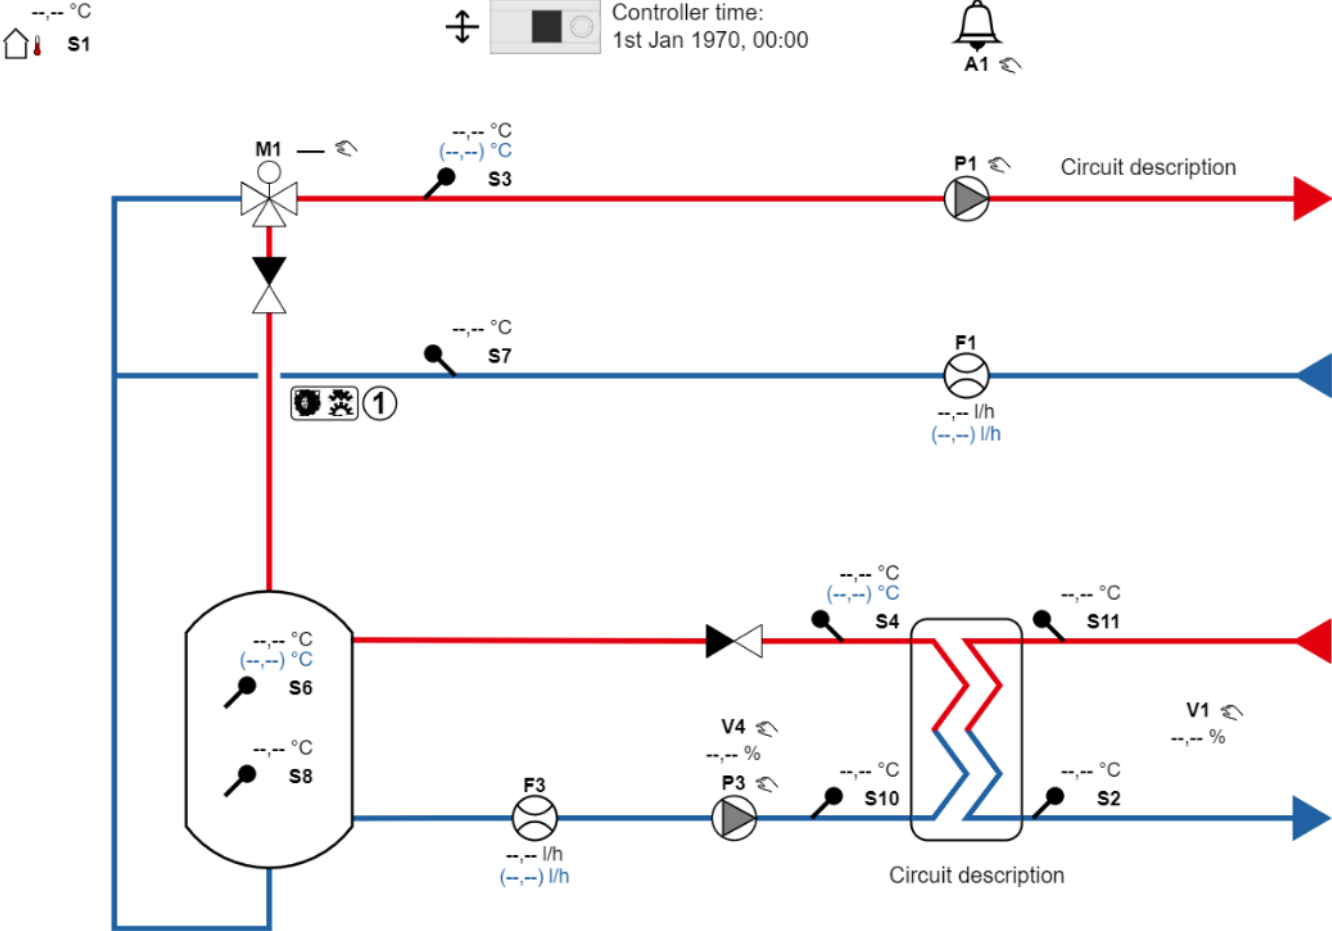 --,-- °C
S1
Controller time:
1st Jan 1970, 00:00
A1
M1
--,-- °C
(--,--) °C
S3
P1
Circuit description
--,-- °C
S7
F1
--,-- l/h
(--,--) l/h
1
--,-- °C
(--,--) °C
S4
--,-- °C
S11
--,-- °C
(--,--) °C
S6
V4
--,-- %
V1
--,-- %
--,-- °C
S8
F3
--,-- l/h
(--,--) l/h
P3
--,-- °C
S10
--,-- °C
S2
Circuit description